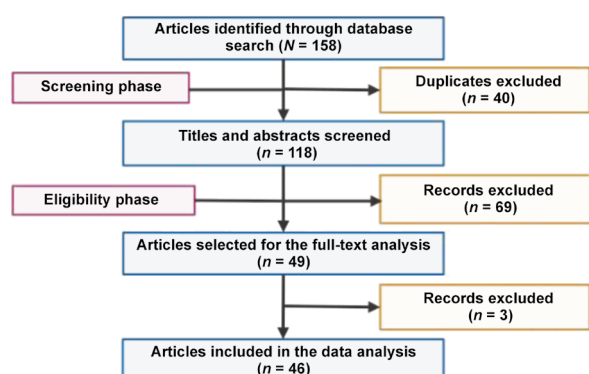 Articles identified through database
search (N = 158)
Screening phase
Duplicates excluded
(n = 40)
Titles and abstracts screened
(n = 118)
Eligibility phase
Records excluded
(n = 69)
Articles selected for the full-text analysis
(n = 49)
Records excluded
(n = 3)
Articles included in the data analysis
(n = 46)